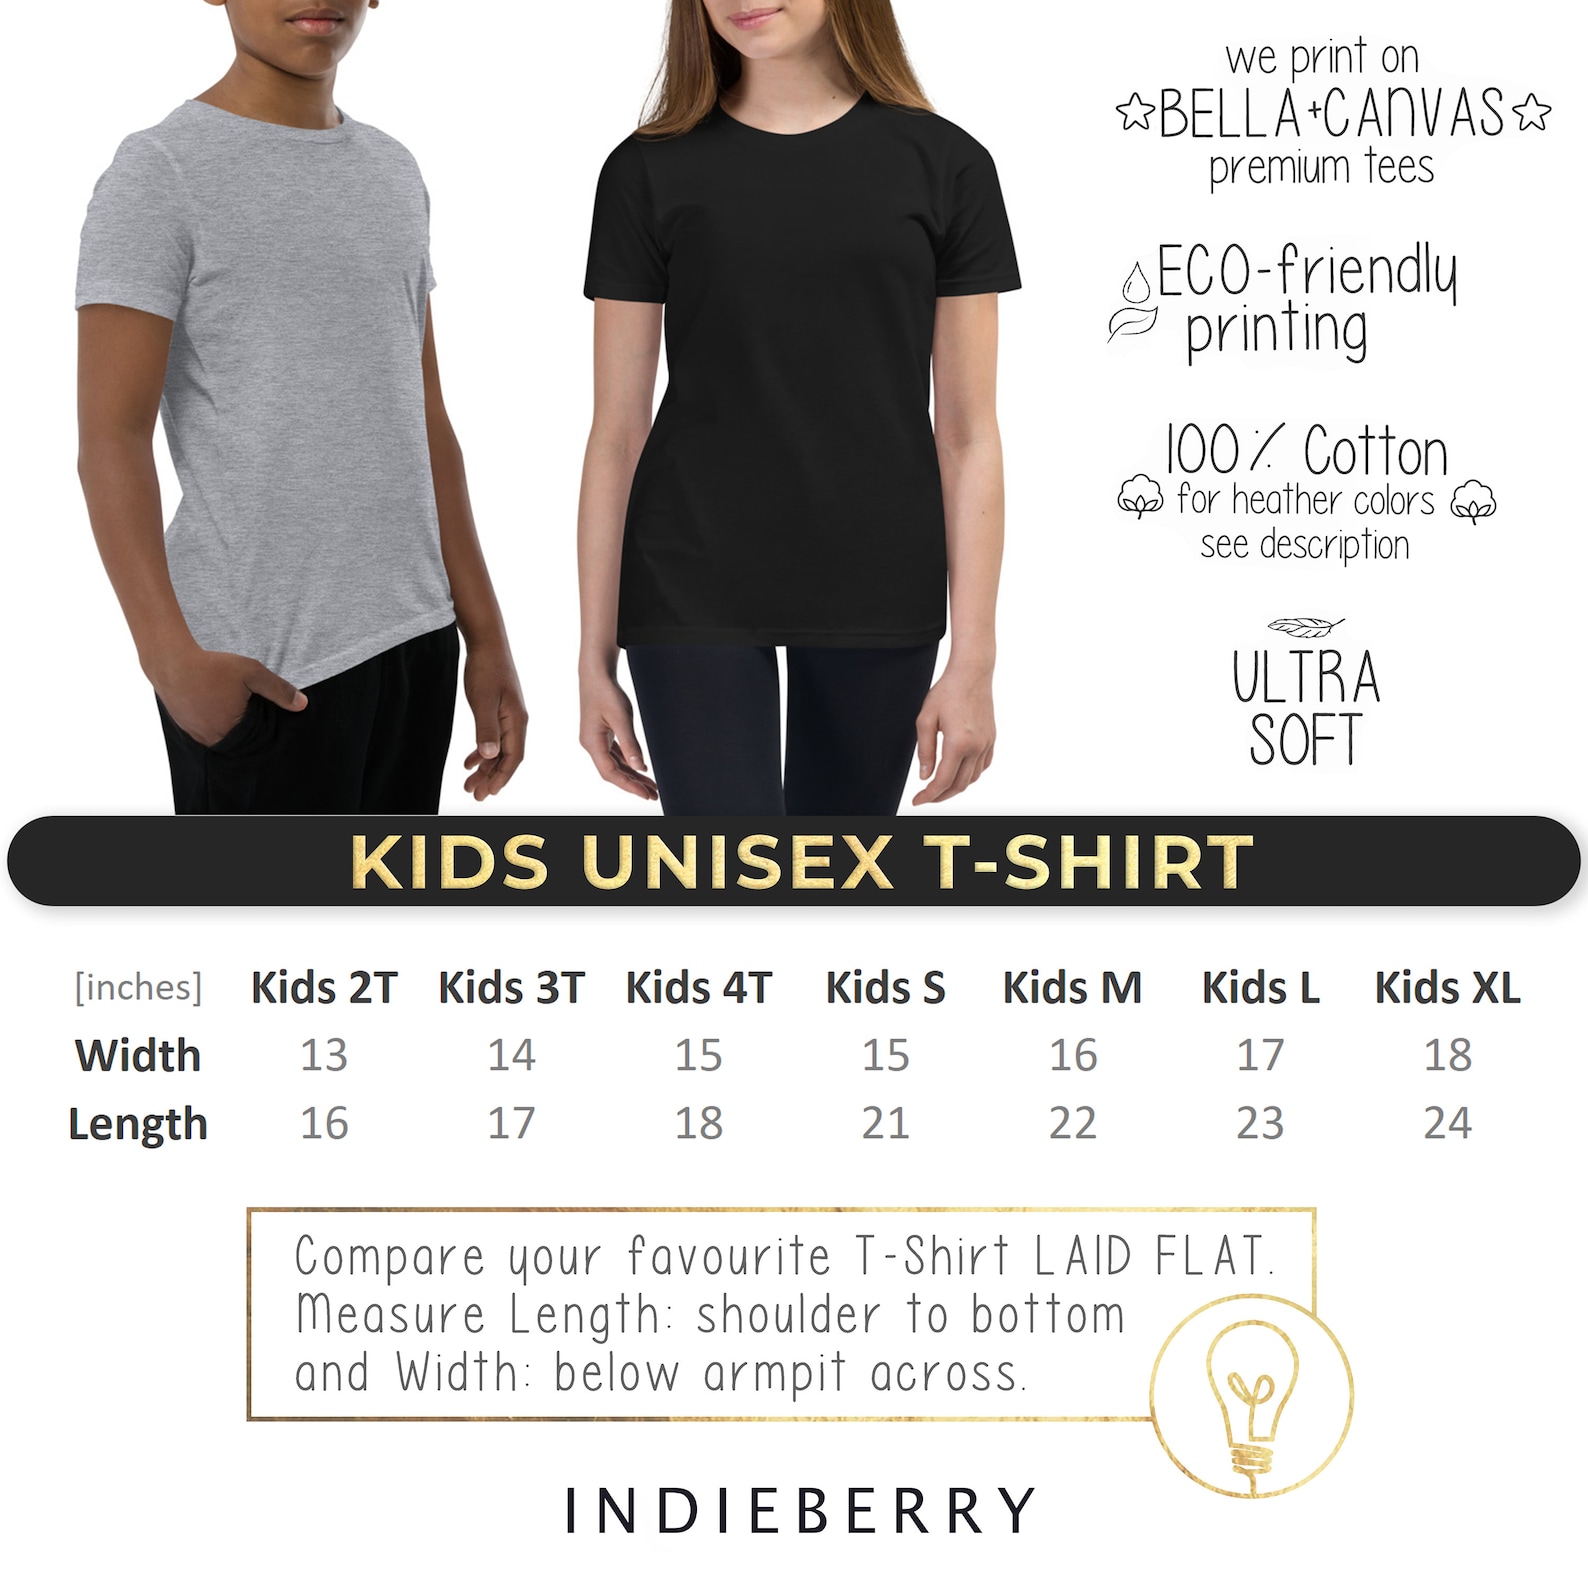 we print on
BELLA+CANVAS
premium tees
ECO-friendly
printing
100% Cotton
for heather colors
see description
ULTRA
SOFT
KIDS UNISEX T-SHIRT
[inches] Kids 2T Kids 3T Kids 4T Kids S Kids M Kids L Kids XL
Width 13 14 15 15 16 17 18
Length 16 17 18 21 22 23 24
Compare your favourite T-Shirt LAID FLAT.
Measure Length: shoulder to bottom
and Width: below armpit across.
INDIEBERRY